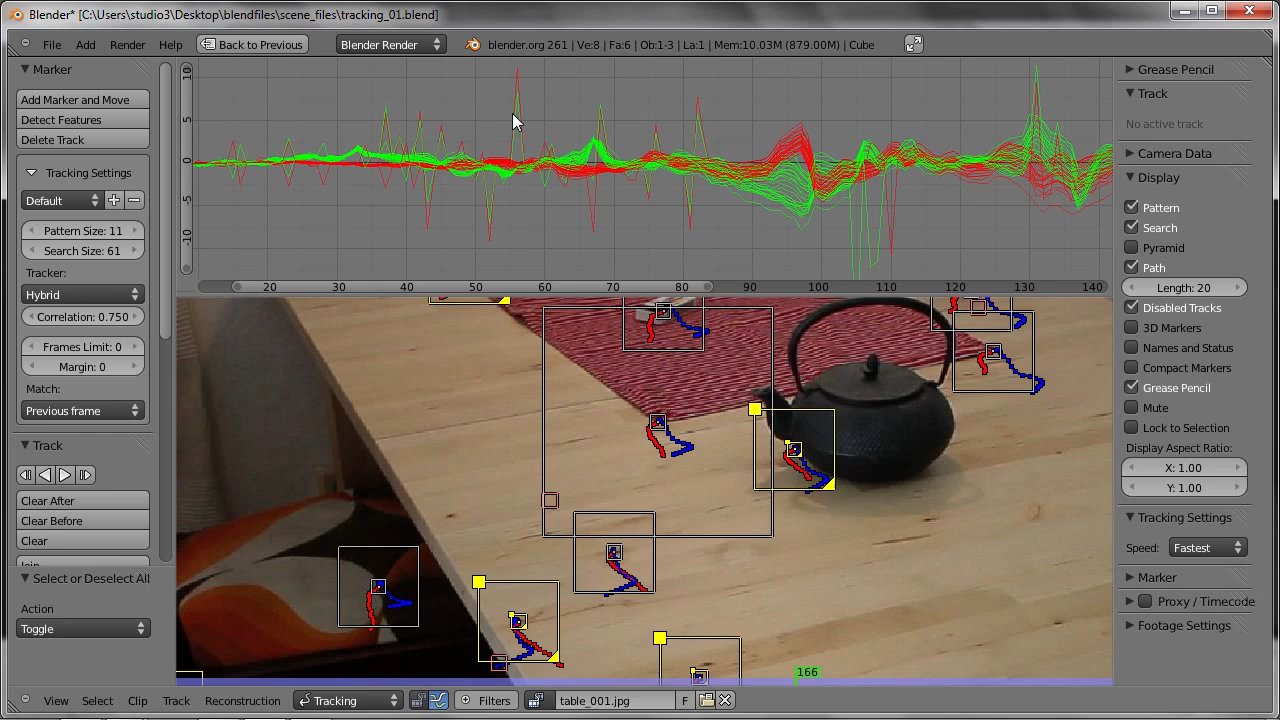 Blender* [C:\Users\studio3\Desktop\blendfiles\scene_files\tracking_01.blend]
File Add Render Help Back to Previous Blender Render blender.org 261 | Ve:8 | Fa:6 | Ob:1-3 | La:1 | Mem:10.03M (879.00M) | Cube
Marker
Add Marker and Move
Detect Features
Delete Track
Tracking Settings
Default
Pattern Size: 11
Search Size: 61
Tracker:
Hybrid
Correlation: 0.750
Frames Limit: 0
Margin: 0
Match:
Previous frame
Track
Clear After
Clear Before
Clear
Join
Select or Deselect All
Action
Toggle
10
5
0
-5
-10
20 30 40 50 60 70 80 90 100 110 120 130 140
166
Grease Pencil
Track
No active track
Camera Data
Display
Pattern
Search
Pyramid
Path
Length: 20
Disabled Tracks
3D Markers
Names and Status
Compact Markers
Grease Pencil
Mute
Lock to Selection
Display Aspect Ratio:
X: 1.00
Y: 1.00
Tracking Settings
Speed: Fastest
Marker
Proxy / Timecode
Footage Settings
View Select Clip Track Reconstruction Tracking Filters table_001.jpg F